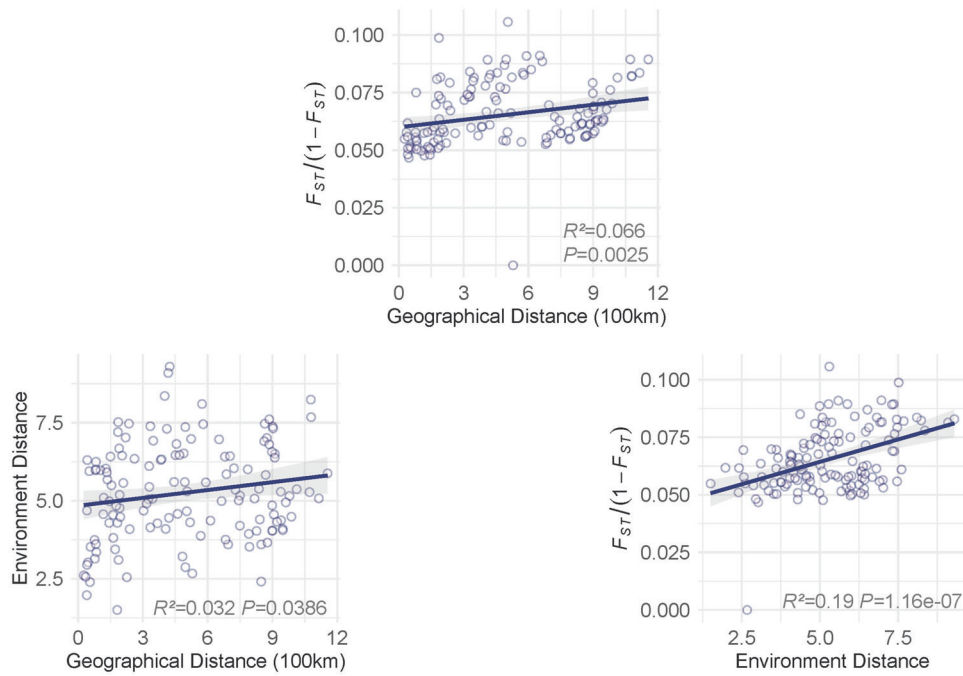 0.100
0.075
0.050
0.025
0.000
F_ST/(1 − F_ST)
R²=0.066
P=0.0025
0 3 6 9 12
Geographical Distance (100km)
7.5
5.0
2.5
Environment Distance
R²=0.032 P=0.0386
0 3 6 9 12
Geographical Distance (100km)
0.100
0.075
0.050
0.025
0.000
F_ST/(1 − F_ST)
R²=0.19 P=1.16e-07
2.5 5.0 7.5
Environment Distance